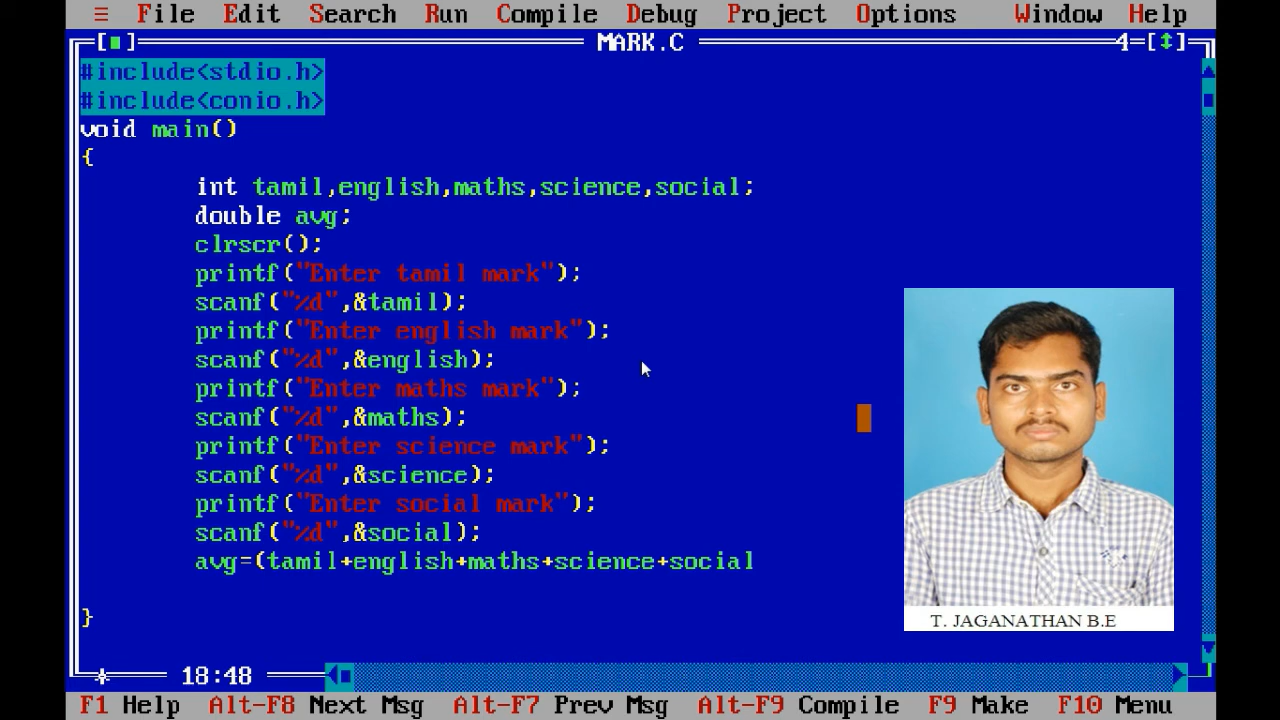 ≡ File Edit Search Run Compile Debug Project Options Window Help
[■] MARK.C 4=[↕]
#include<stdio.h>
#include<conio.h>
void main()
{
int tamil,english,maths,science,social;
double avg;
clrscr();
printf("Enter tamil mark");
scanf("%d",&tamil);
printf("Enter english mark");
scanf("%d",&english);
printf("Enter maths mark");
scanf("%d",&maths);
printf("Enter science mark");
scanf("%d",&science);
printf("Enter social mark");
scanf("%d",&social);
avg=(tamil+english+maths+science+social
}
T. JAGANATHAN B.E
18:48
F1 Help Alt-F8 Next Msg Alt-F7 Prev Msg Alt-F9 Compile F9 Make F10 Menu